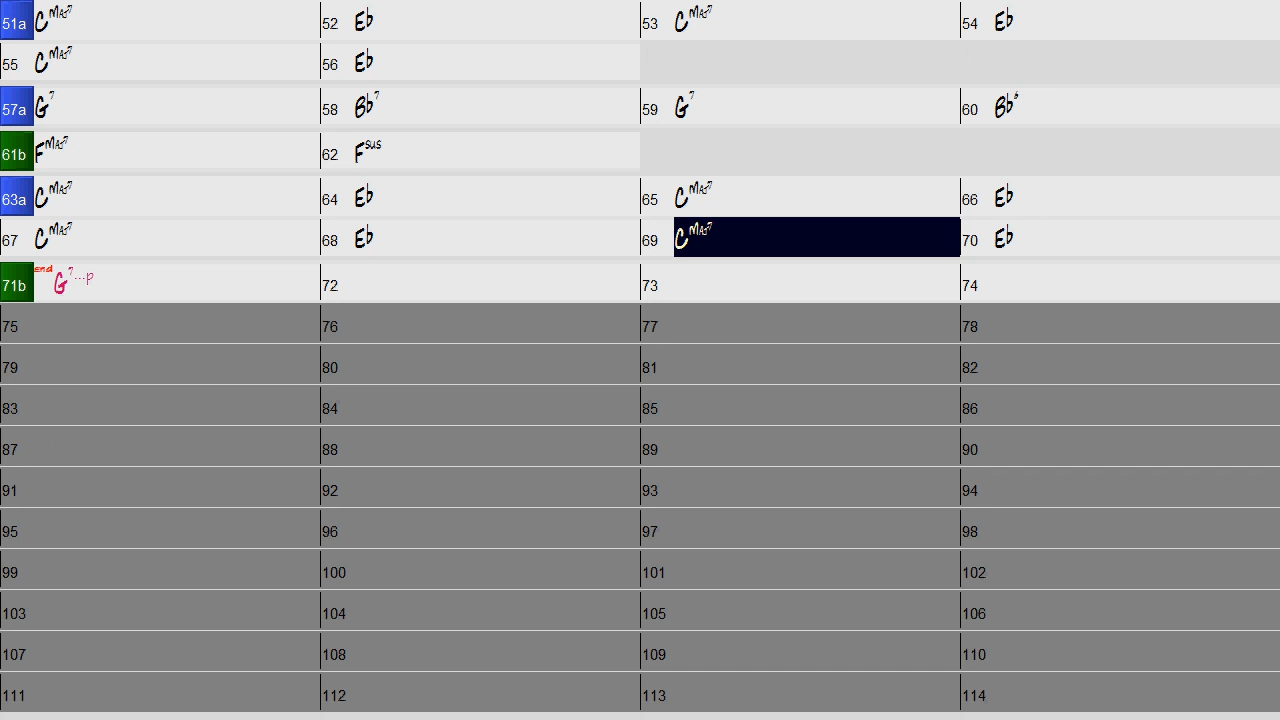 51a CMaj7 52 Eb 53 CMaj7 54 Eb
55 CMaj7 56 Eb
57a G7 58 Bb7 59 G7 60 Bb6
61b FMaj7 62 Fsus
63a CMaj7 64 Eb 65 CMaj7 66 Eb
67 CMaj7 68 Eb 69 CMaj7 70 Eb
71b end G7...p 72 73 74
75 76 77 78
79 80 81 82
83 84 85 86
87 88 89 90
91 92 93 94
95 96 97 98
99 100 101 102
103 104 105 106
107 108 109 110
111 112 113 114